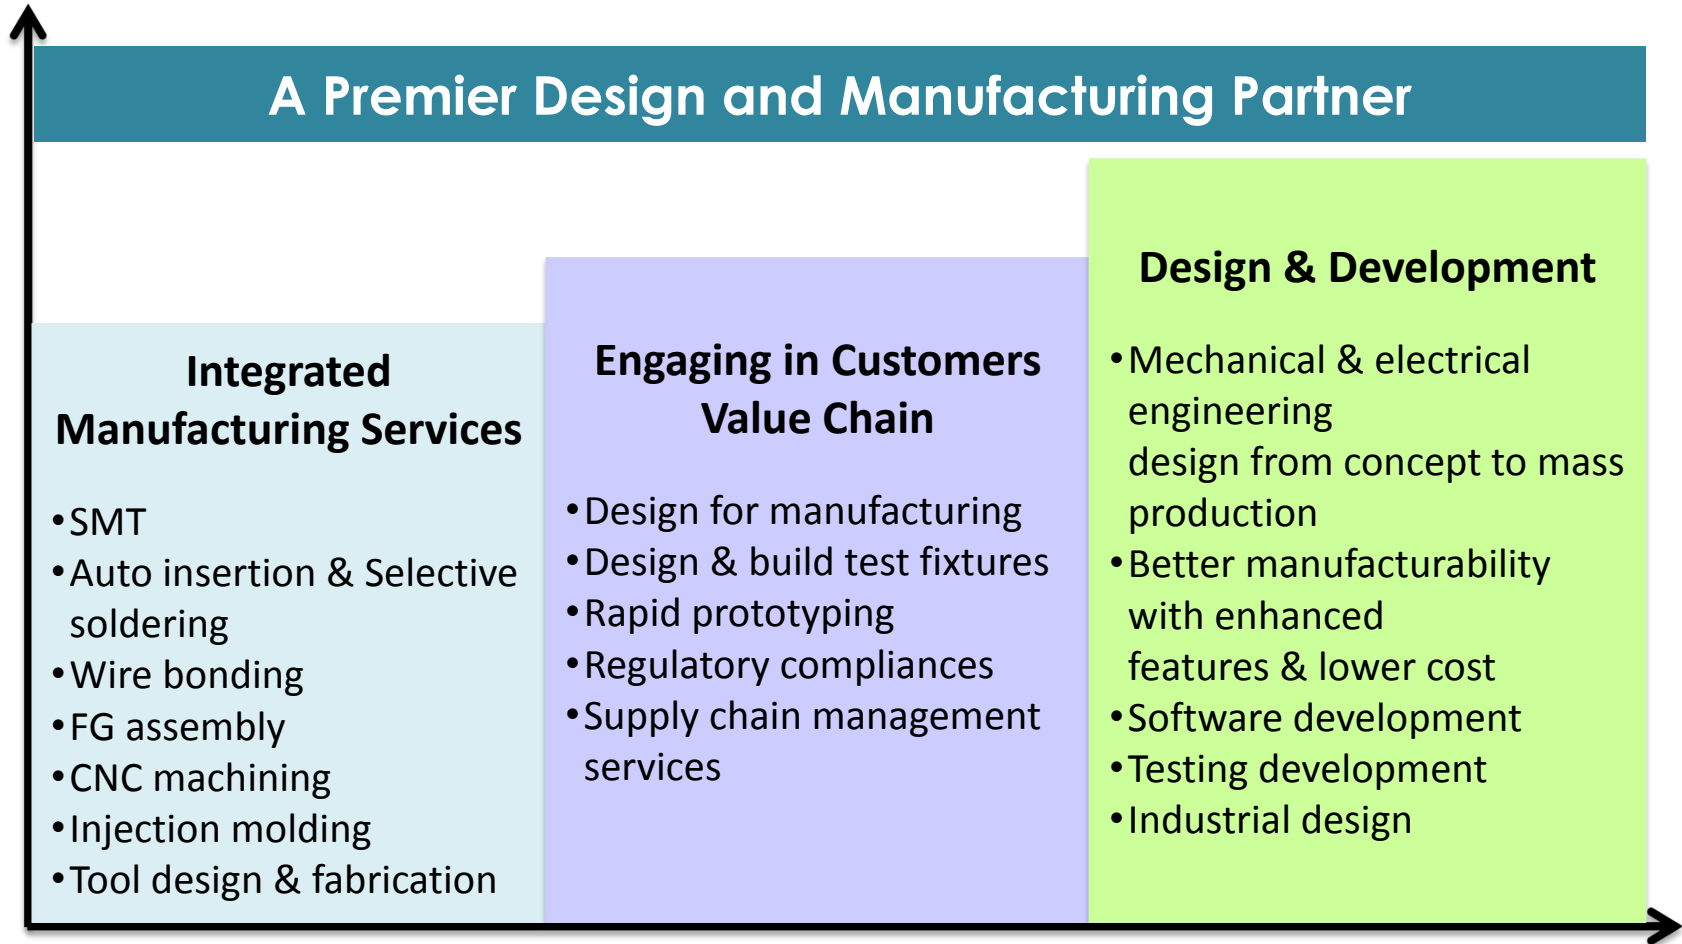 A Premier Design and Manufacturing Partner
Integrated
Manufacturing Services
•SMT
•Auto insertion & Selective
soldering
•Wire bonding
•FG assembly
•CNC machining
•Injection molding
•Tool design & fabrication
Engaging in Customers
Value Chain
•Design for manufacturing
•Design & build test fixtures
•Rapid prototyping
•Regulatory compliances
•Supply chain management
services
Design & Development
•Mechanical & electrical
engineering
design from concept to mass
production
•Better manufacturability
with enhanced
features & lower cost
•Software development
•Testing development
•Industrial design